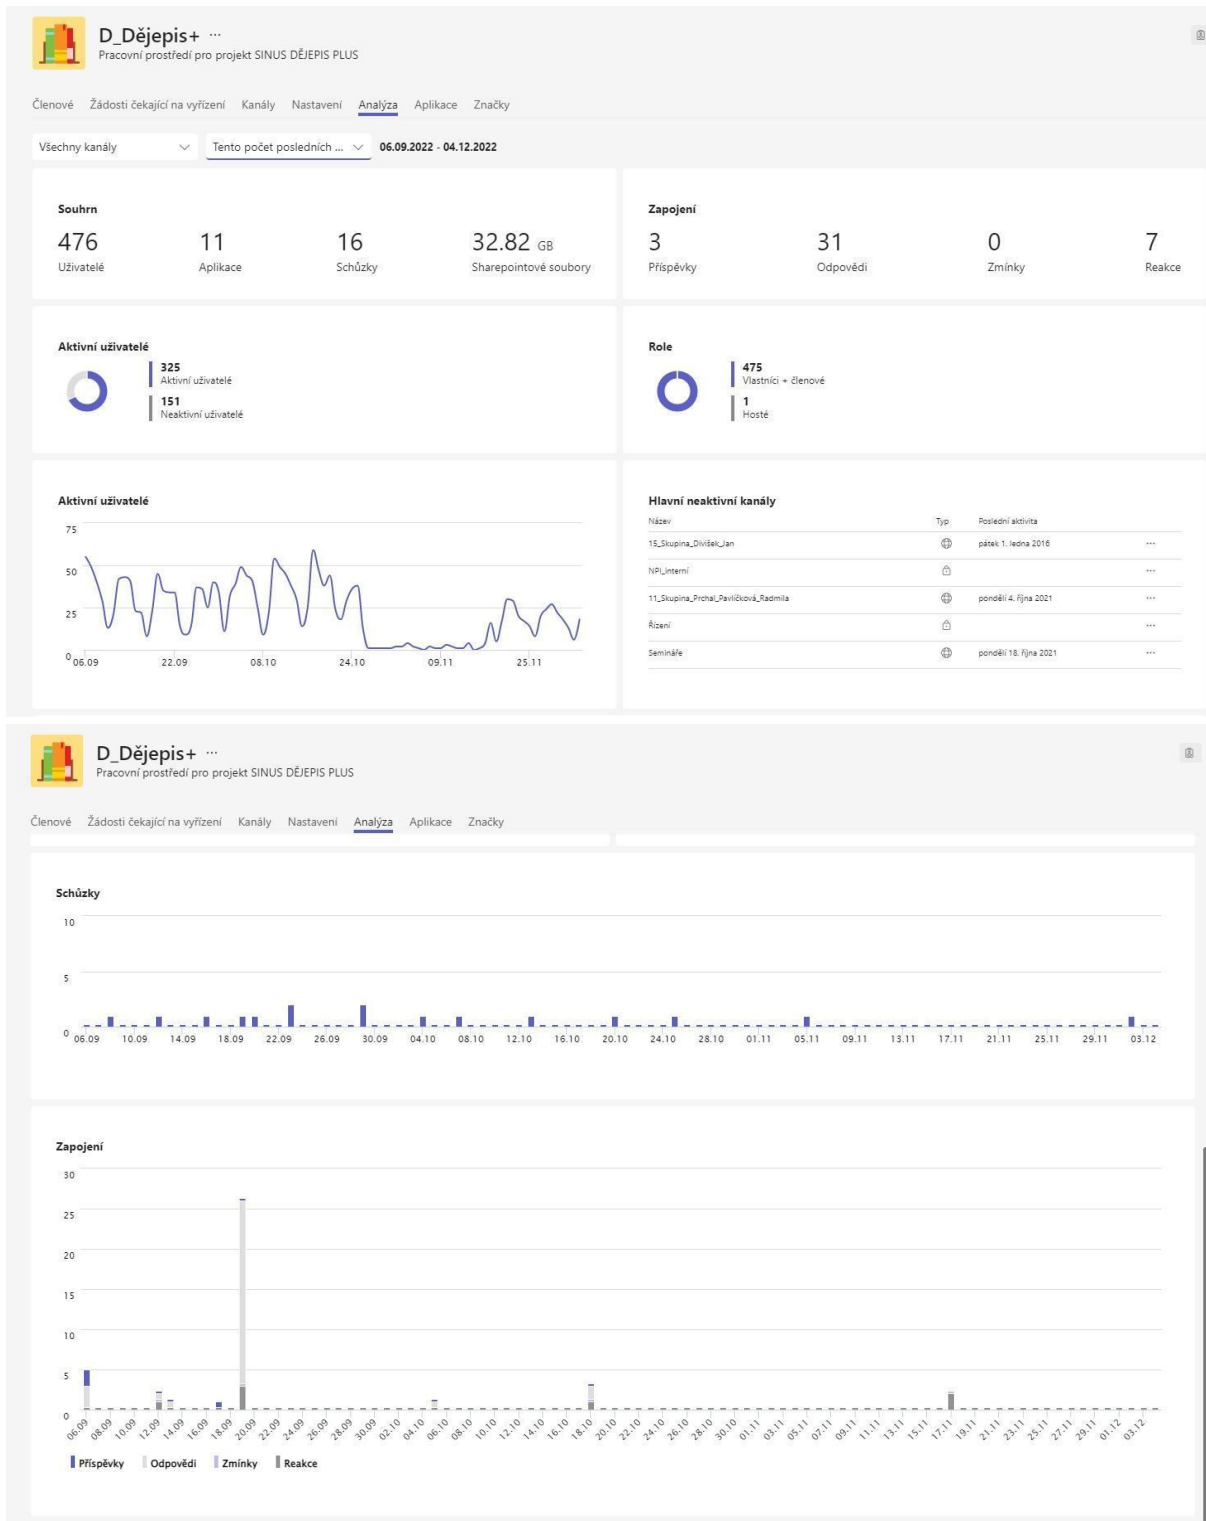 D_Dějepis+ ···
Pracovní prostředí pro projekt SINUS DĚJEPIS PLUS
Členové Žádosti čekající na vyřízení Kanály Nastavení Analýza Aplikace Značky
Všechny kanály Tento počet posledních ... 06.09.2022 - 04.12.2022
Souhrn
476 11 16 32.82 GB
Uživatelé Aplikace Schůzky Sharepointové soubory
Zapojení
3 31 0 7
Příspěvky Odpovědi Zmínky Reakce
Aktivní uživatelé
325
Aktivní uživatelé
151
Neaktivní uživatelé
Role
475
Vlastníci + členové
1
Hosté
Aktivní uživatelé
75
50
25
0
06.09 22.09 08.10 24.10 09.11 25.11
Hlavní neaktivní kanály
Název Typ Poslední aktivita
15_Skupina_Divíšek_Jan pátek 1. ledna 2016 ···
NPI_interní ···
11_Skupina_Prchal_Pavlíčková_Radmila pondělí 4. října 2021 ···
Řízení ···
Semináře pondělí 18. října 2021 ···
D_Dějepis+ ···
Pracovní prostředí pro projekt SINUS DĚJEPIS PLUS
Členové Žádosti čekající na vyřízení Kanály Nastavení Analýza Aplikace Značky
Schůzky
10
5
0
06.09 10.09 14.09 18.09 22.09 26.09 30.09 04.10 08.10 12.10 16.10 20.10 24.10 28.10 01.11 05.11 09.11 13.11 17.11 21.11 25.11 29.11 03.12
Zapojení
30
25
20
15
10
5
0
06.09 08.09 10.09 12.09 14.09 16.09 18.09 20.09 22.09 24.09 26.09 28.09 30.09 02.10 04.10 06.10 08.10 10.10 12.10 14.10 16.10 18.10 20.10 22.10 24.10 26.10 28.10 30.10 01.11 03.11 05.11 07.11 09.11 11.11 13.11 15.11 17.11 19.11 21.11 23.11 25.11 27.11 29.11 01.12 03.12
Příspěvky Odpovědi Zmínky Reakce